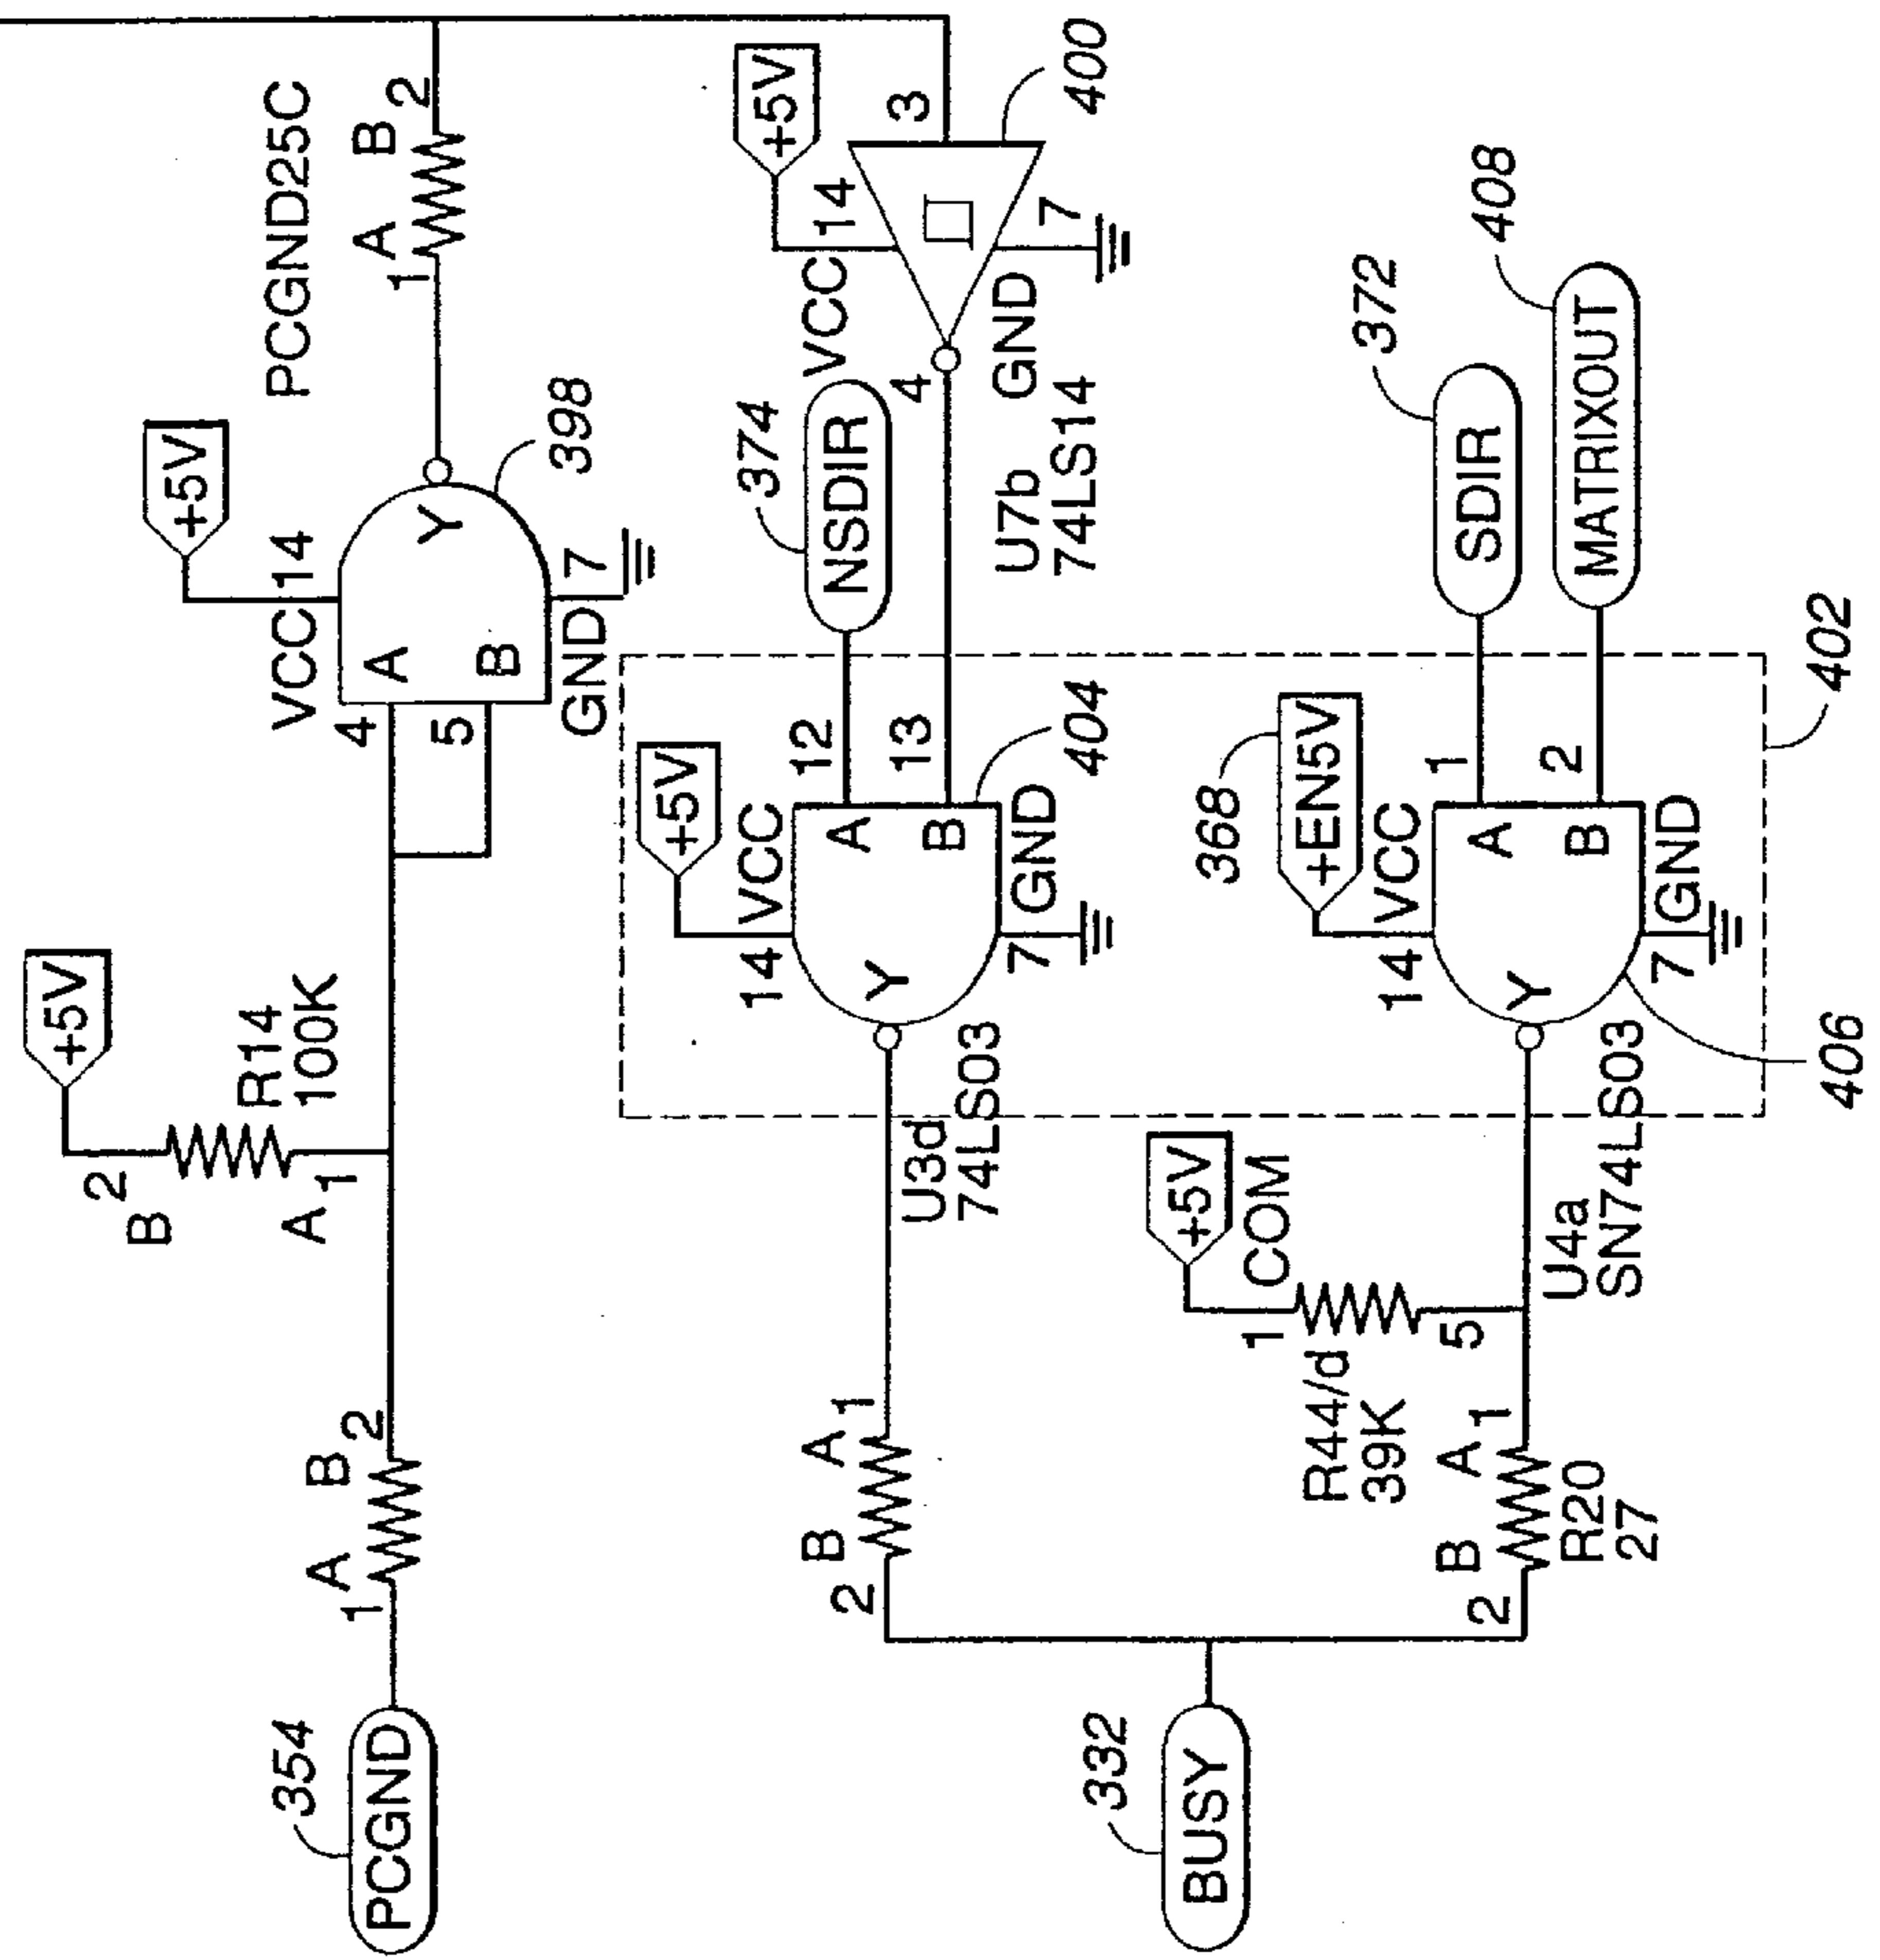 354
PCGND
1
A
B
2
2
B
A
1
+5V
R14
100K
4
5
A
B
Y
VCC
14
+5V
GND
7
398
PCGND25C
1
A
B
2
332
BUSY
2
B
A
1
U3d
74LS03
+5V
14
VCC
Y
A
B
7
GND
12
13
404
374
NSDIR
4
VCC
14
+5V
3
GND
7
U7b
74LS14
400
2
B
A
1
R20
27
R44/d
39K
1
5
COM
+5V
U4a
SN74LS03
368
+EN5V
14
VCC
Y
A
B
7
GND
406
1
2
372
SDIR
408
MATRIXOUT
402